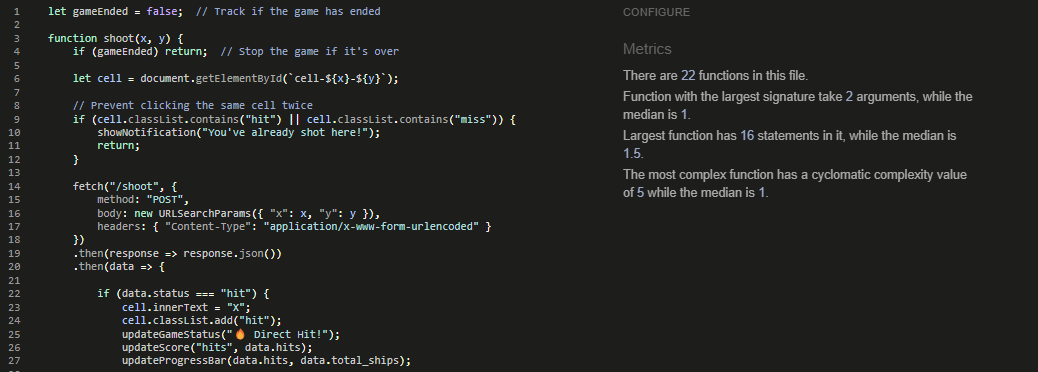 1 let gameEnded = false;  // Track if the game has ended
2
3 function shoot(x, y) {
4     if (gameEnded) return;  // Stop the game if it's over
5
6     let cell = document.getElementById(`cell-${x}-${y}`);
7
8     // Prevent clicking the same cell twice
9     if (cell.classList.contains("hit") || cell.classList.contains("miss")) {
10         showNotification("You've already shot here!");
11         return;
12     }
13
14     fetch("/shoot", {
15         method: "POST",
16         body: new URLSearchParams({ "x": x, "y": y }),
17         headers: { "Content-Type": "application/x-www-form-urlencoded" }
18     })
19     .then(response => response.json())
20     .then(data => {
21
22         if (data.status === "hit") {
23             cell.innerText = "X";
24             cell.classList.add("hit");
25             updateGameStatus("🔥 Direct Hit!");
26             updateScore("hits", data.hits);
27             updateProgressBar(data.hits, data.total_ships);
CONFIGURE
Metrics
There are 22 functions in this file.
Function with the largest signature take 2 arguments, while the
median is 1.
Largest function has 16 statements in it, while the median is
1.5.
The most complex function has a cyclomatic complexity value
of 5 while the median is 1.